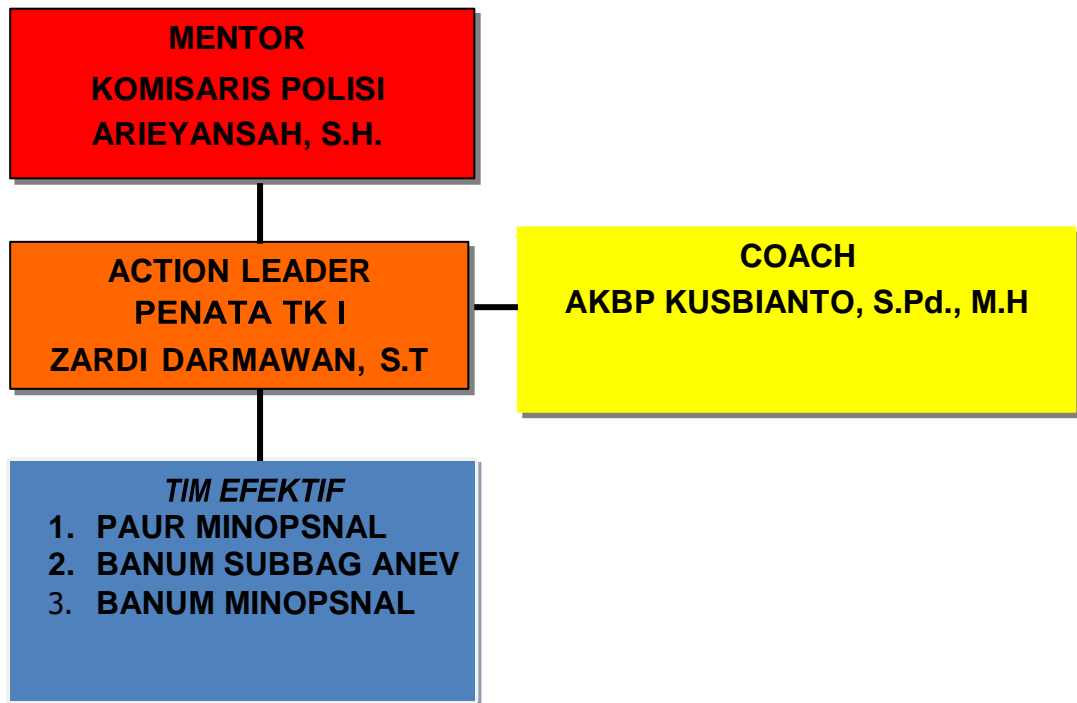 MENTOR
KOMISARIS POLISI
ARIEYANSAH, S.H.
ACTION LEADER
PENATA TK I
ZARDI DARMAWAN, S.T
COACH
AKBP KUSBIANTO, S.Pd., M.H
TIM EFEKTIF
1. PAUR MINOPSNAL
2. BANUM SUBBAG ANEV
3. BANUM MINOPSNAL